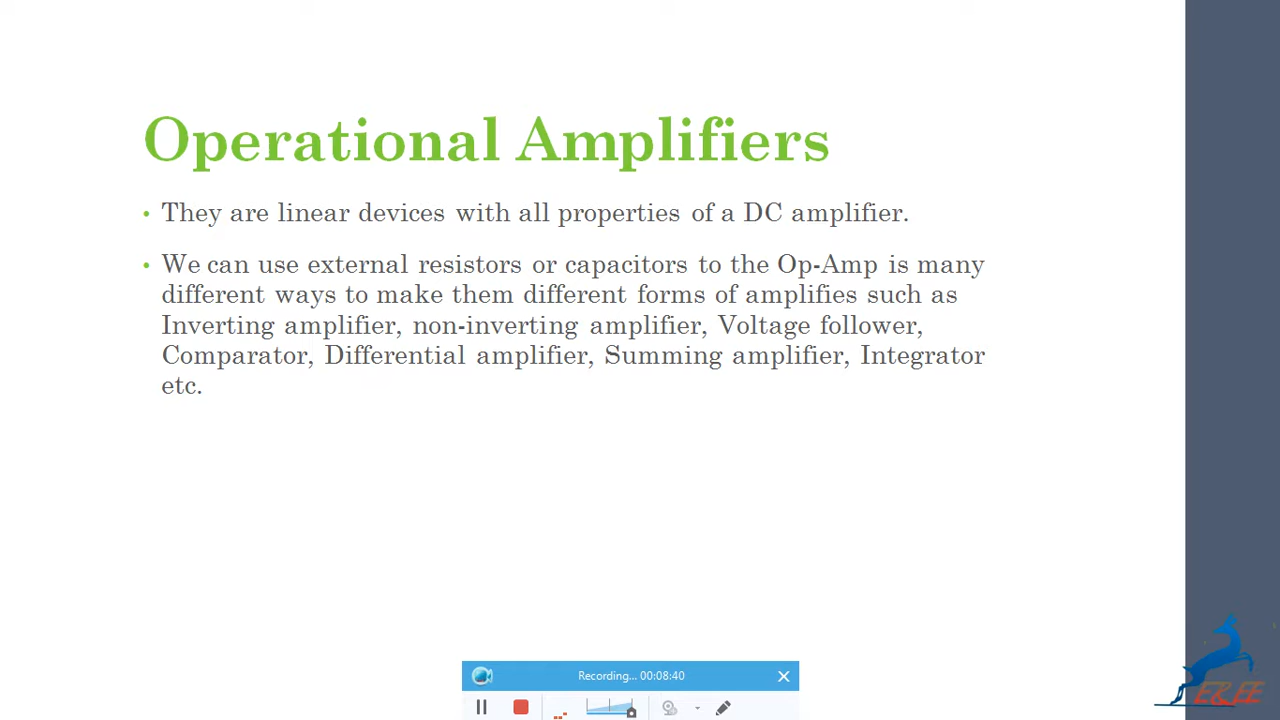 Operational Amplifiers
• They are linear devices with all properties of a DC amplifier.
• We can use external resistors or capacitors to the Op-Amp is many
different ways to make them different forms of amplifies such as
Inverting amplifier, non-inverting amplifier, Voltage follower,
Comparator, Differential amplifier, Summing amplifier, Integrator
etc.
Recording... 00:08:40
E&EE